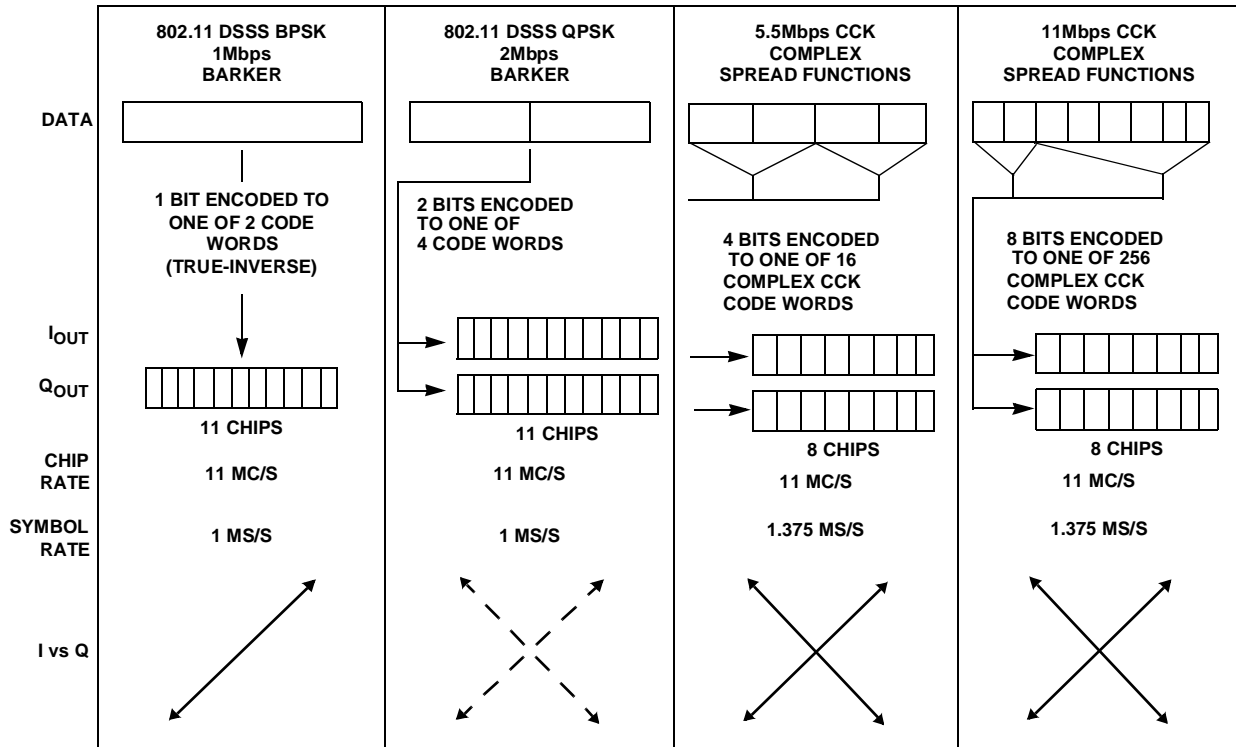 802.11 DSSS BPSK
1Mbps
BARKER
802.11 DSSS QPSK
2Mbps
BARKER
5.5Mbps CCK
COMPLEX
SPREAD FUNCTIONS
11Mbps CCK
COMPLEX
SPREAD FUNCTIONS
DATA
1 BIT ENCODED TO
ONE OF 2 CODE
WORDS
(TRUE-INVERSE)
2 BITS ENCODED
TO ONE OF
4 CODE WORDS
4 BITS ENCODED
TO ONE OF 16
COMPLEX CCK
CODE WORDS
8 BITS ENCODED
TO ONE OF 256
COMPLEX CCK
CODE WORDS
IOUT
QOUT
11 CHIPS
11 CHIPS
8 CHIPS
8 CHIPS
CHIP
RATE
11 MC/S
11 MC/S
11 MC/S
11 MC/S
SYMBOL
RATE
1 MS/S
1 MS/S
1.375 MS/S
1.375 MS/S
I vs Q